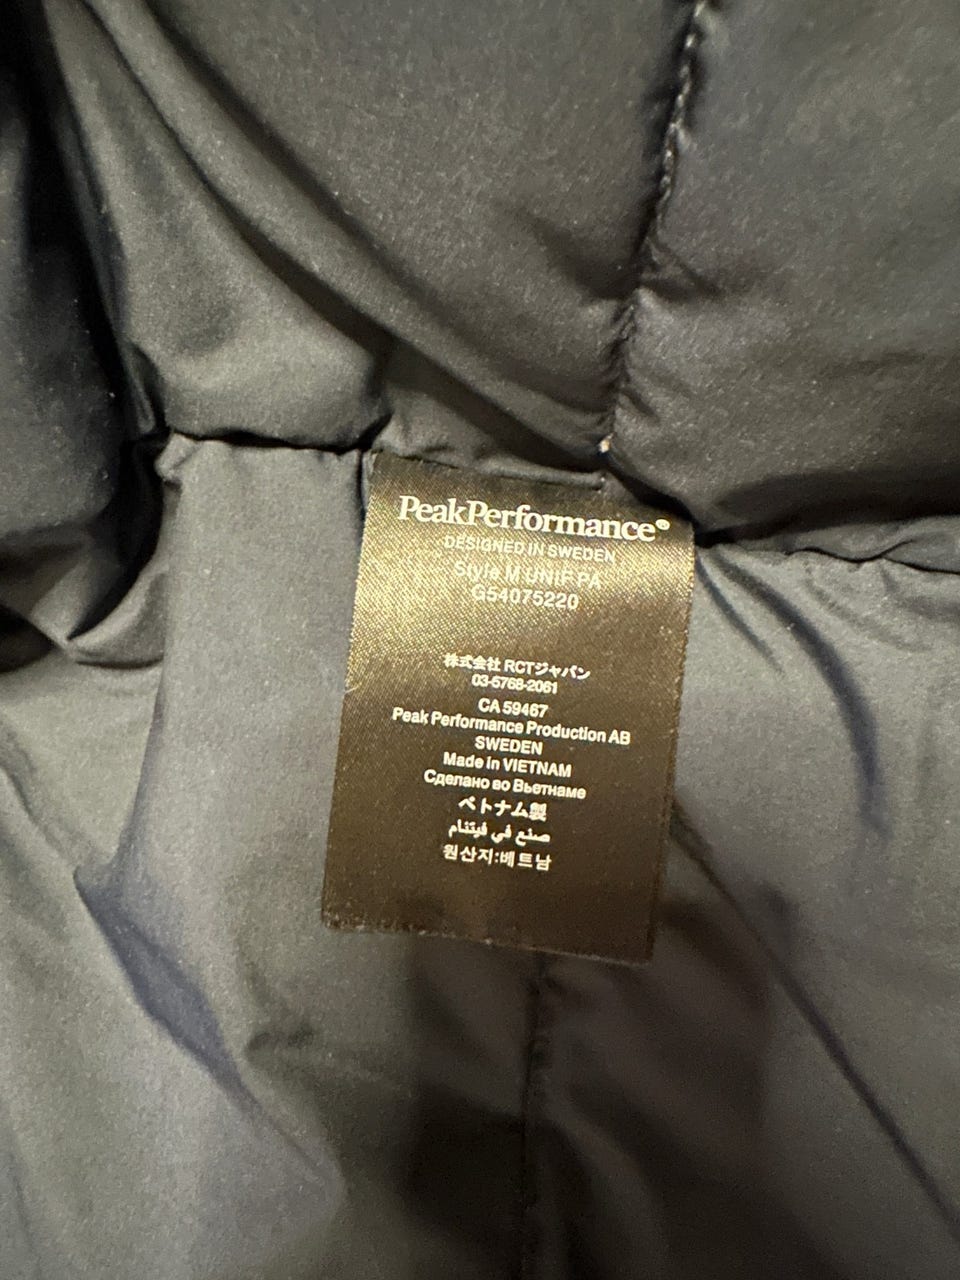 PeakPerformance®
DESIGNED IN SWEDEN
Style M UNIF PA
G54075220
株式会社 RCTジャパン
03-5768-2061
CA 59467
Peak Performance Production AB
SWEDEN
Made in VIETNAM
Сделано во Вьетнаме
ベトナム製
صنع في فيتنام
원산지:베트남